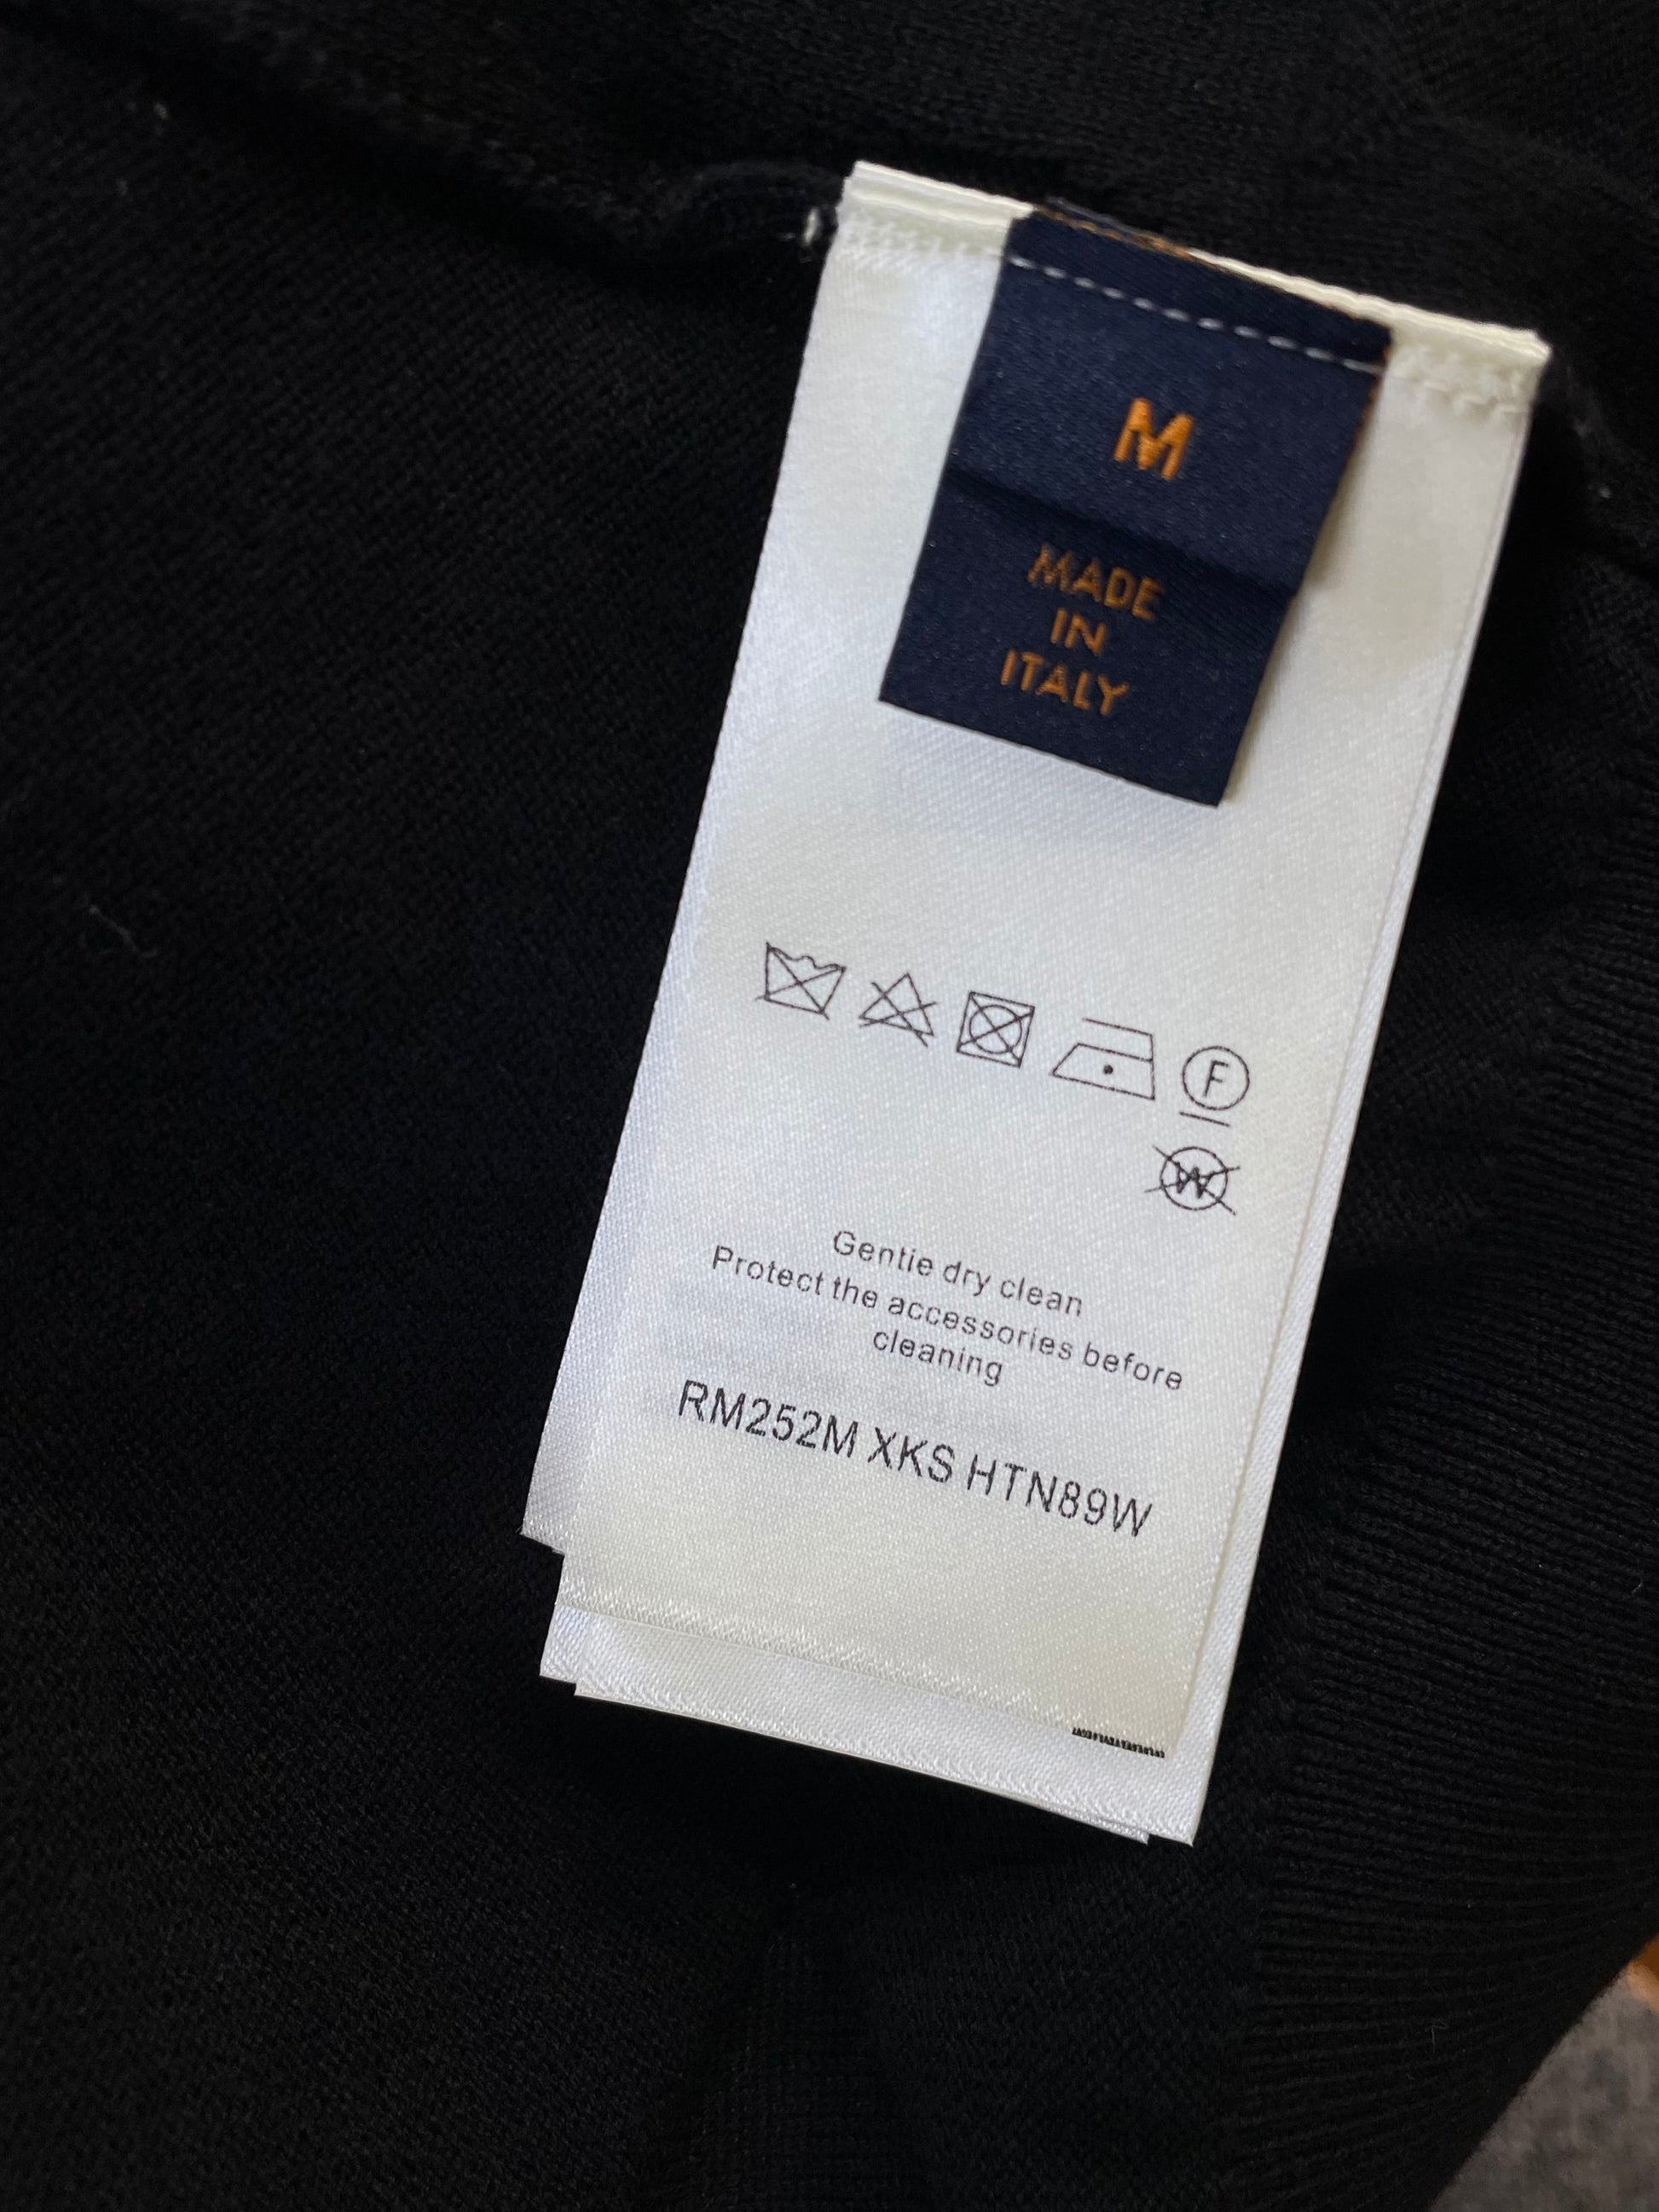 M
MADE
IN
ITALY
F
W
Gentie dry clean
Protect the accessories before
cleaning
RM252M XKS HTN89W